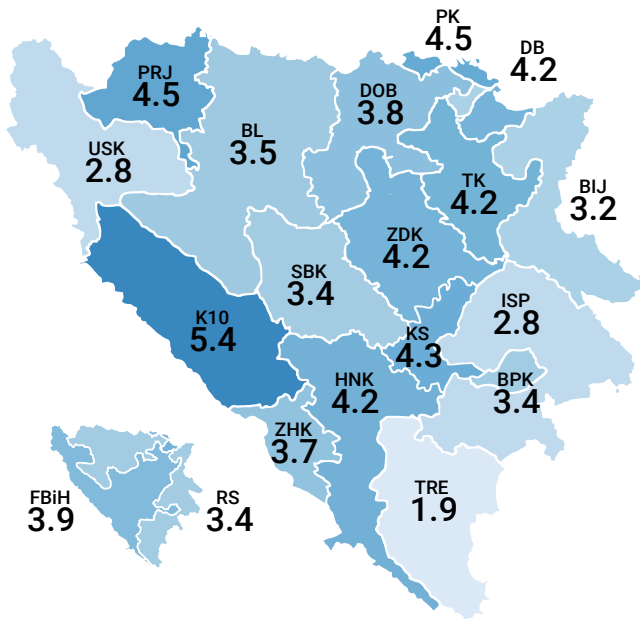 PK
4.5
DB
4.2
PRJ
4.5
DOB
3.8
BL
3.5
USK
2.8
TK
4.2
BIJ
3.2
ZDK
4.2
SBK
3.4
ISP
2.8
K10
5.4
KS
4.3
HNK
4.2
BPK
3.4
ZHK
3.7
TRE
1.9
FBiH
3.9
RS
3.4